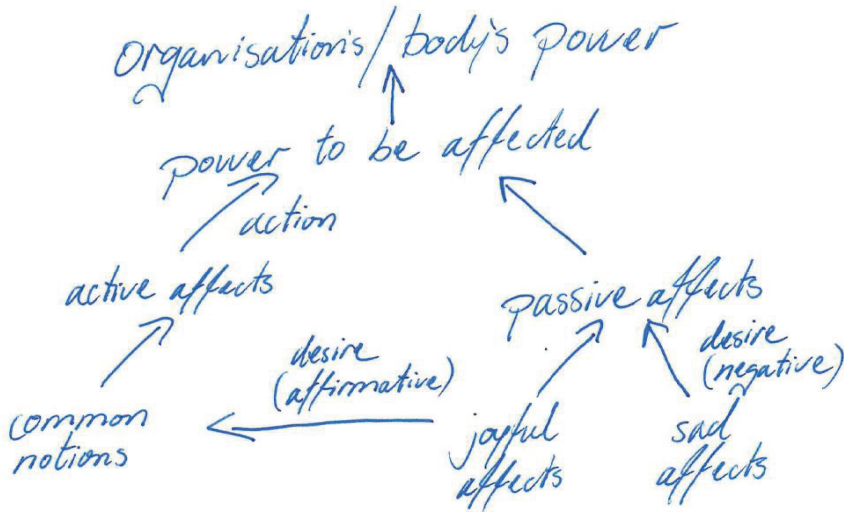 organisation's/body's power
power to be affected
action
active affects
passive affects
desire
(affirmative)
desire
(negative)
common
notions
joyful
affects
sad
affects